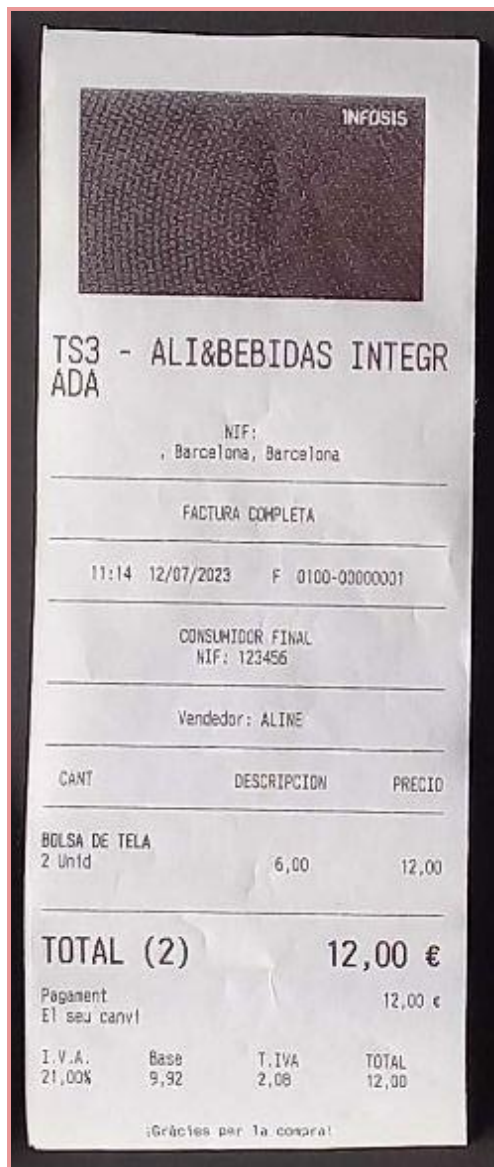 INFOSIS
TS3 - ALI&BEBIDAS INTEGR
ADA
NIF:
, Barcelona, Barcelona
FACTURA COMPLETA
11:14 12/07/2023 F 0100-00000001
CONSUMIDOR FINAL
NIF: 123456
Vendedor: ALINE
CANT DESCRIPCION PRECIO
BOLSA DE TELA
2 Unid 6,00 12,00
TOTAL (2) 12,00 €
Pagament 12,00 €
El seu canvi
I.V.A. Base T.IVA TOTAL
21,00% 9,92 2,08 12,00
¡Gràcies per la compra!